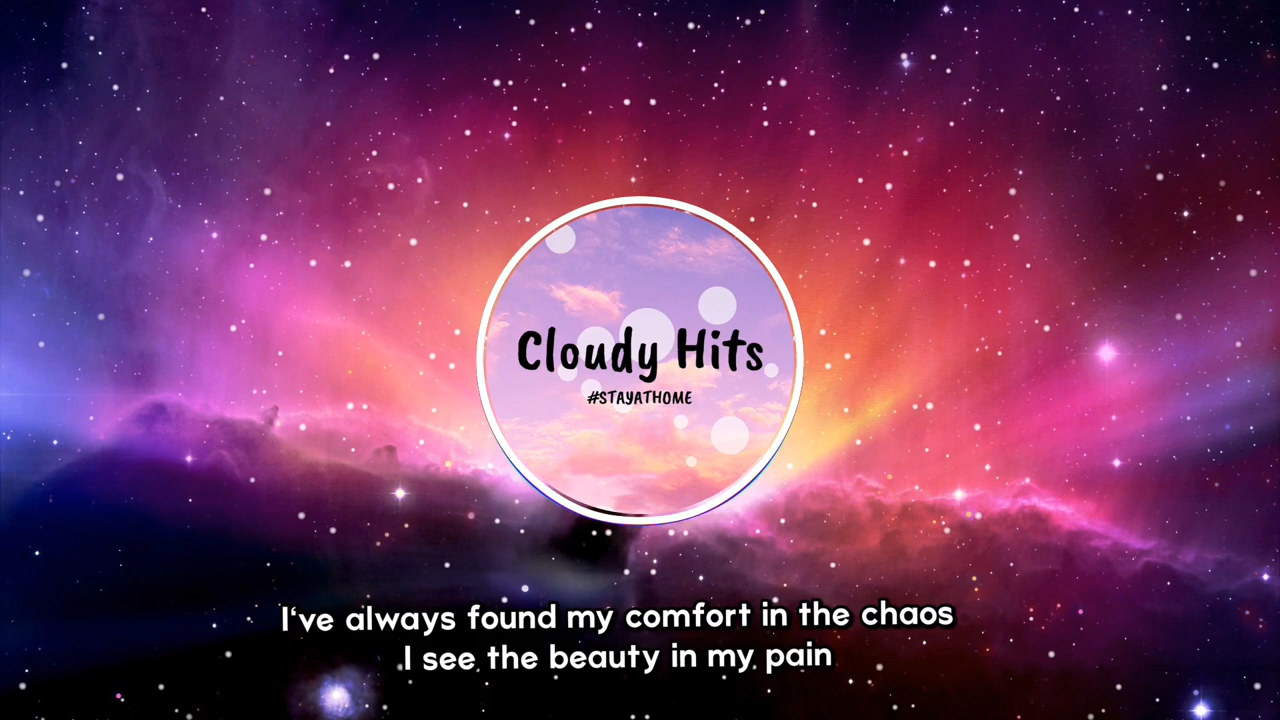 Cloudy Hits
#STAYATHOME
I've always found my comfort in the chaos
I see the beauty in my pain